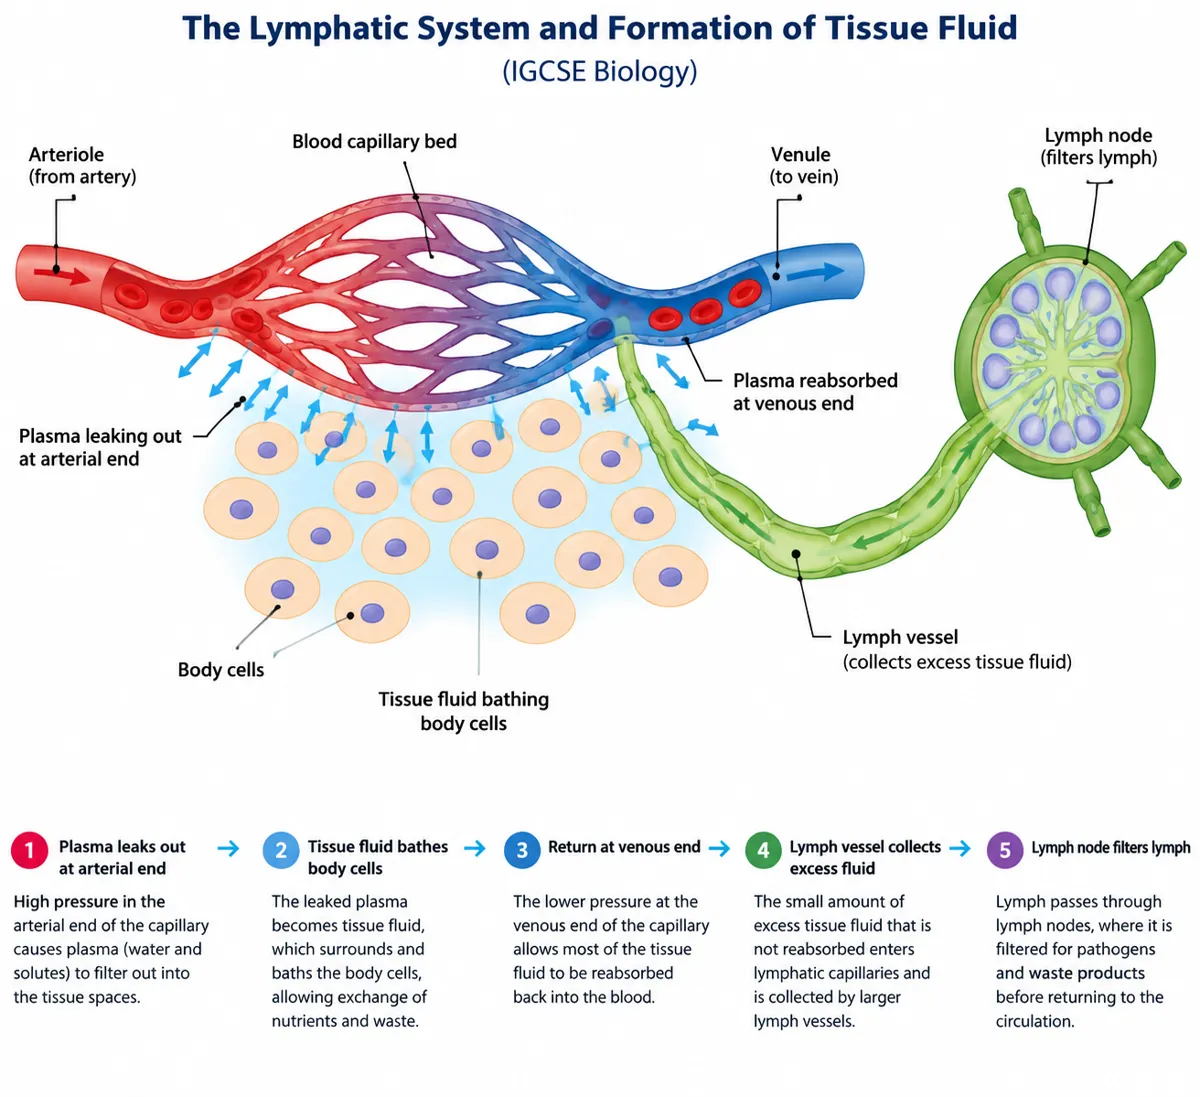 The Lymphatic System and Formation of Tissue Fluid
(IGCSE Biology)
Arteriole
(from artery)
Blood capillary bed
Venule
(to vein)
Lymph node
(filters lymph)
Plasma leaking out
at arterial end
Plasma reabsorbed
at venous end
Body cells
Tissue fluid bathing
body cells
Lymph vessel
(collects excess tissue fluid)
1 Plasma leaks out
at arterial end
High pressure in the
arterial end of the capillary
causes plasma (water and
solutes) to filter out into
the tissue spaces.
2 Tissue fluid bathes
body cells
The leaked plasma
becomes tissue fluid,
which surrounds and
baths the body cells,
allowing exchange of
nutrients and waste.
3 Return at venous end
The lower pressure at the
venous end of the capillary
allows most of the tissue
fluid to be reabsorbed
back into the blood.
4 Lymph vessel collects
excess fluid
The small amount of
excess tissue fluid that is
not reabsorbed enters
lymphatic capillaries and
is collected by larger
lymph vessels.
5 Lymph node filters lymph
Lymph passes through
lymph nodes, where it is
filtered for pathogens
and waste products
before returning to the
circulation.